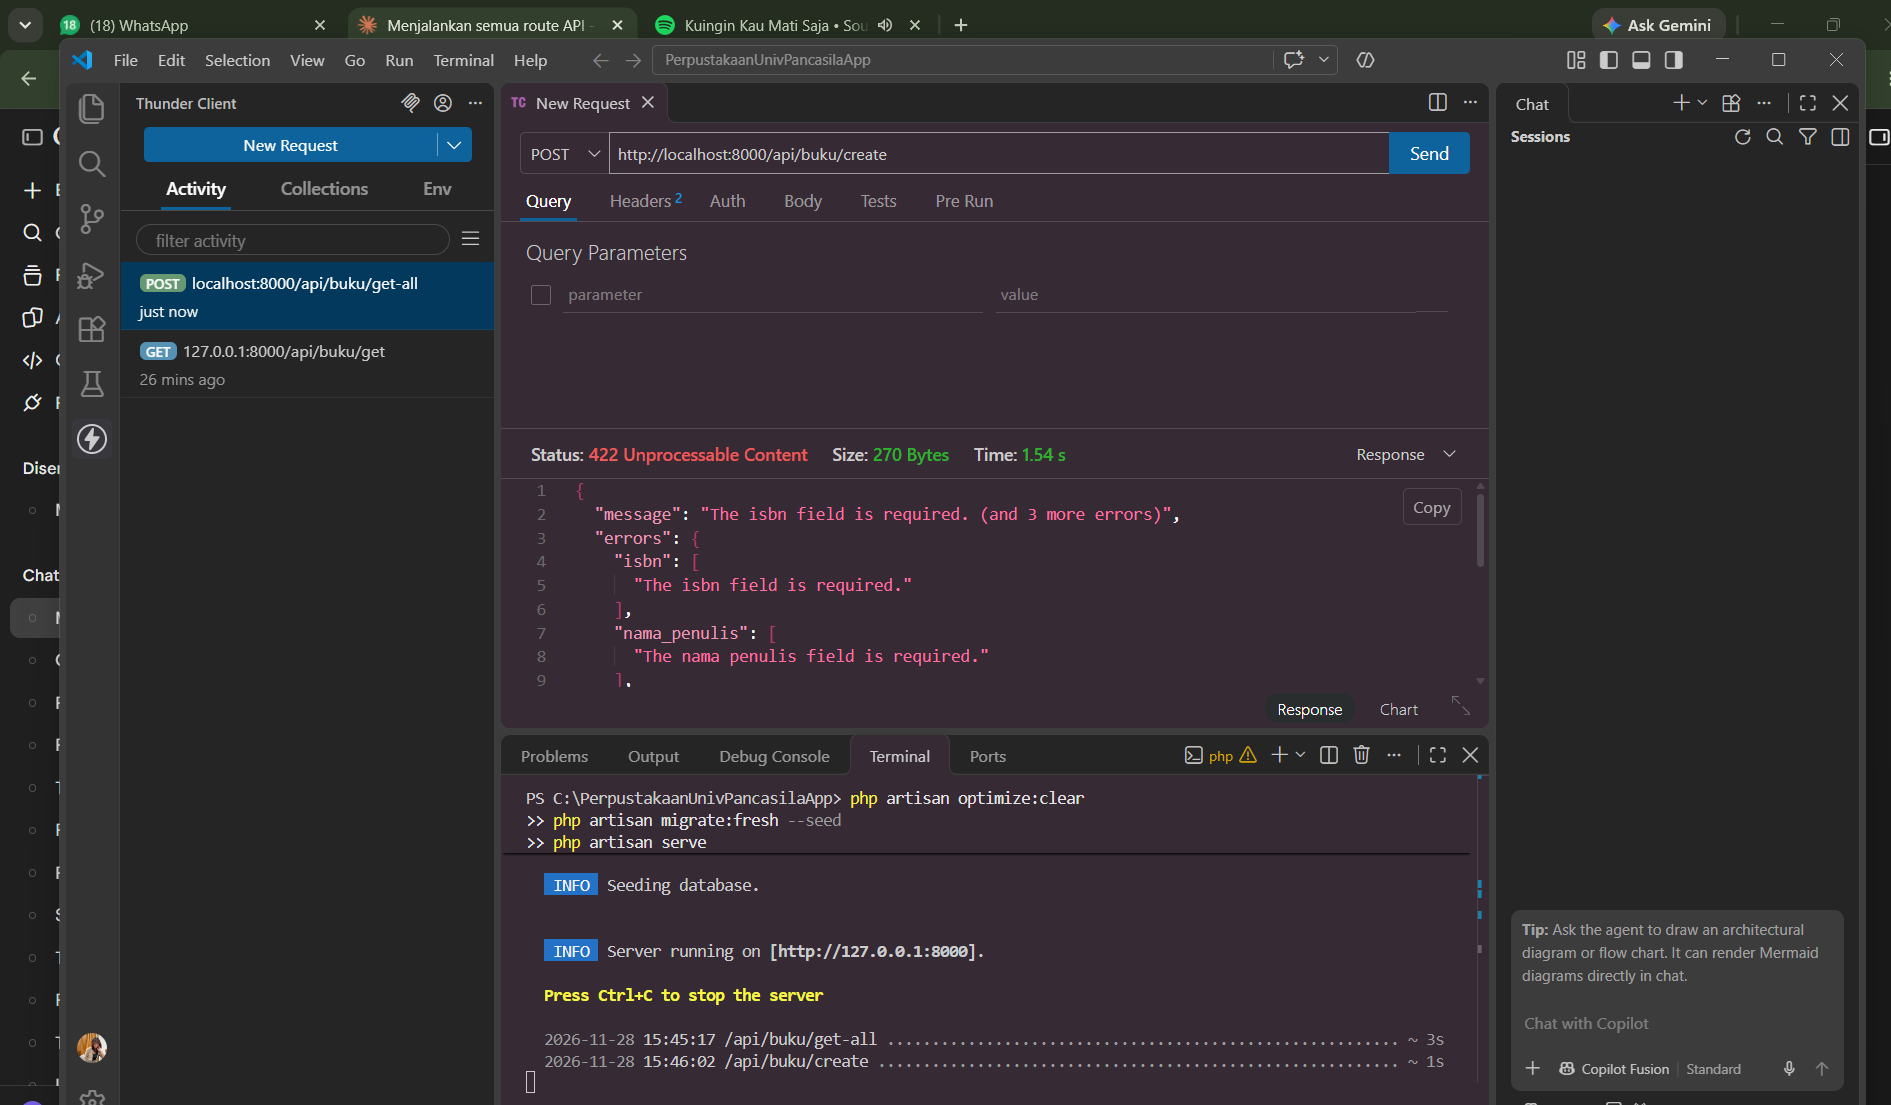 18 (18) WhatsApp
Menjalankan semua route API -
Kuingin Kau Mati Saja • Sou
Ask Gemini
File Edit Selection View Go Run Terminal Help
PerpustakaanUnivPancasilaApp
Thunder Client
New Request
Activity Collections Env
filter activity
POST localhost:8000/api/buku/get-all
just now
GET 127.0.0.1:8000/api/buku/get
26 mins ago
Diser
Chat
TC New Request
POST http://localhost:8000/api/buku/create Send
Query Headers 2 Auth Body Tests Pre Run
Query Parameters
parameter value
Status: 422 Unprocessable Content Size: 270 Bytes Time: 1.54 s Response
1 {
2 "message": "The isbn field is required. (and 3 more errors)",
3 "errors": {
4 "isbn": [
5 "The isbn field is required."
6 ],
7 "nama_penulis": [
8 "The nama penulis field is required."
9 ],
Copy
Response Chart
Problems Output Debug Console Terminal Ports php
PS C:\PerpustakaanUnivPancasilaApp> php artisan optimize:clear
>> php artisan migrate:fresh --seed
>> php artisan serve
INFO Seeding database.
INFO Server running on [http://127.0.0.1:8000].
Press Ctrl+C to stop the server
2026-11-28 15:45:17 /api/buku/get-all ......................................................... ~ 3s
2026-11-28 15:46:02 /api/buku/create .......................................................... ~ 1s
Chat
Sessions
Tip: Ask the agent to draw an architectural
diagram or flow chart. It can render Mermaid
diagrams directly in chat.
Chat with Copilot
Copilot Fusion Standard